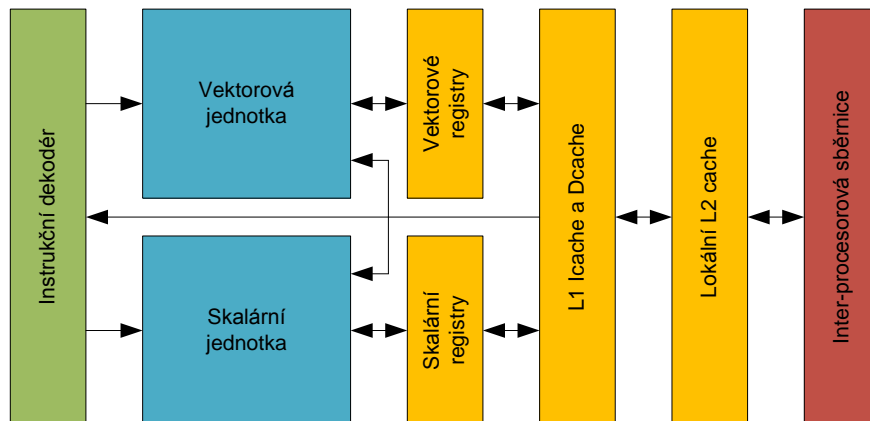 Instrukční dekodér
Vektorová
jednotka
Vektorové
registry
Skalární
jednotka
Skalární
registry
L1 Icache a Dcache
Lokální L2 cache
Inter-procesorová sběrnice